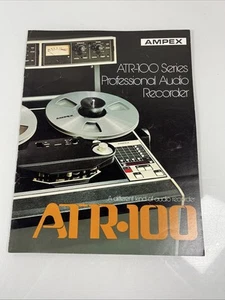 AMPEX
ATR-100 Series
Professional Audio
Recorder
A different kind of audio recorder
ATR-100